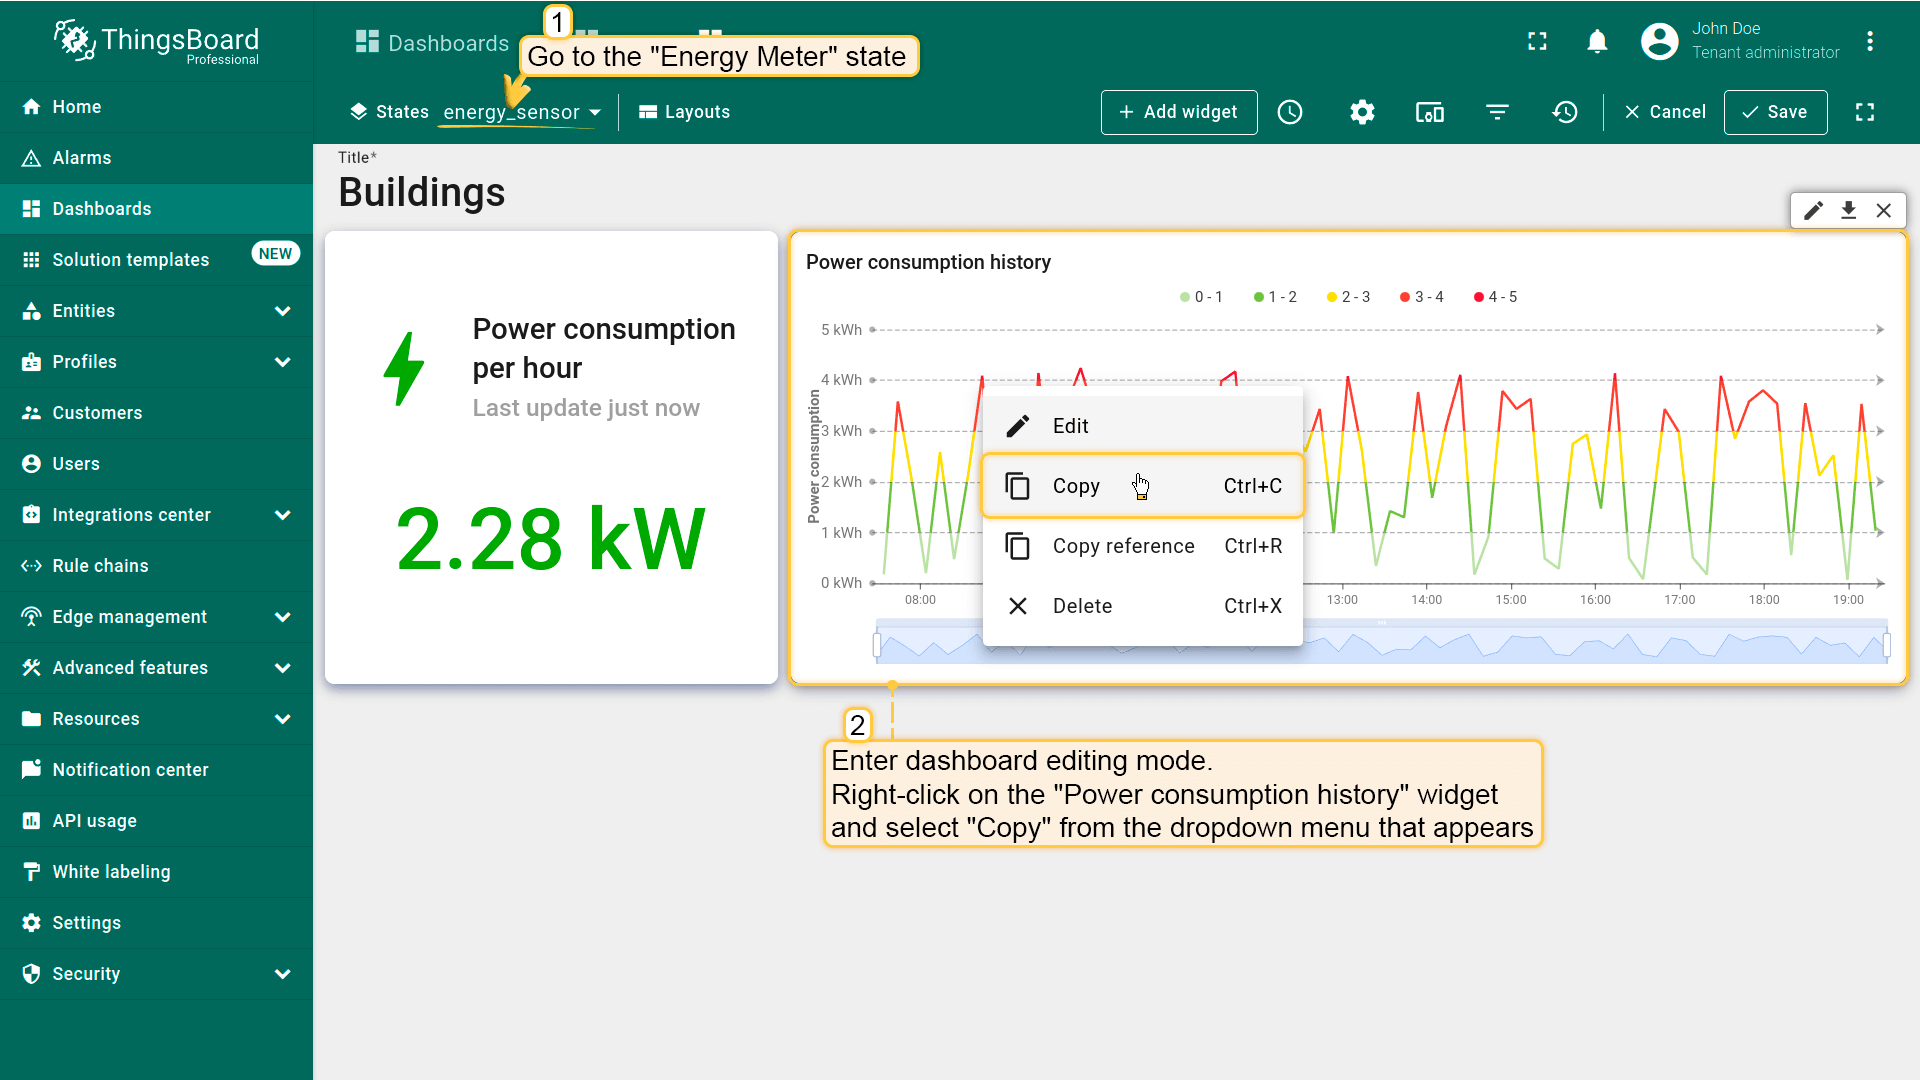 ThingsBoard
Professional
Home
Alarms
Dashboards
Solution templates
NEW
Entities
Profiles
Customers
Users
Integrations center
Rule chains
Edge management
Advanced features
Resources
Notification center
API usage
White labeling
Settings
Security
Dashboards
1
Go to the "Energy Meter" state
John Doe
Tenant administrator
States
energy_sensor
Layouts
+ Add widget
Cancel
Save
Title*
Buildings
Power consumption
per hour
Last update just now
2.28 kW
Power consumption history
0 - 1
1 - 2
2 - 3
3 - 4
4 - 5
Power consumption
5 kWh
4 kWh
3 kWh
2 kWh
1 kWh
0 kWh
08:00
13:00
14:00
15:00
16:00
17:00
18:00
19:00
Edit
Copy Ctrl+C
Copy reference Ctrl+R
Delete Ctrl+X
2
Enter dashboard editing mode.
Right-click on the "Power consumption history" widget
and select "Copy" from the dropdown menu that appears